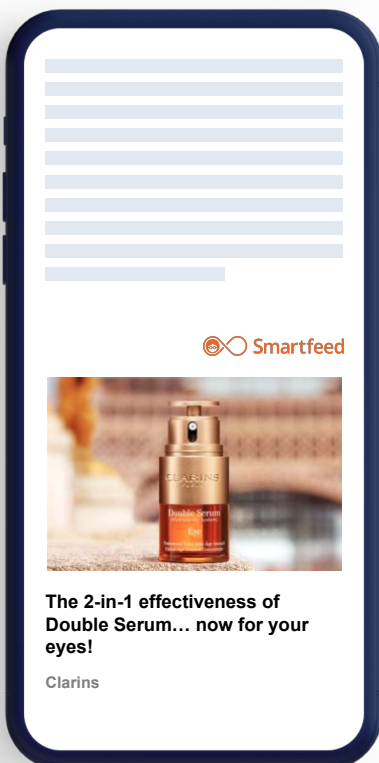 Smartfeed
CLARINS
Double Serum
Eye
The 2-in-1 effectiveness of
Double Serum… now for your
eyes!
Clarins